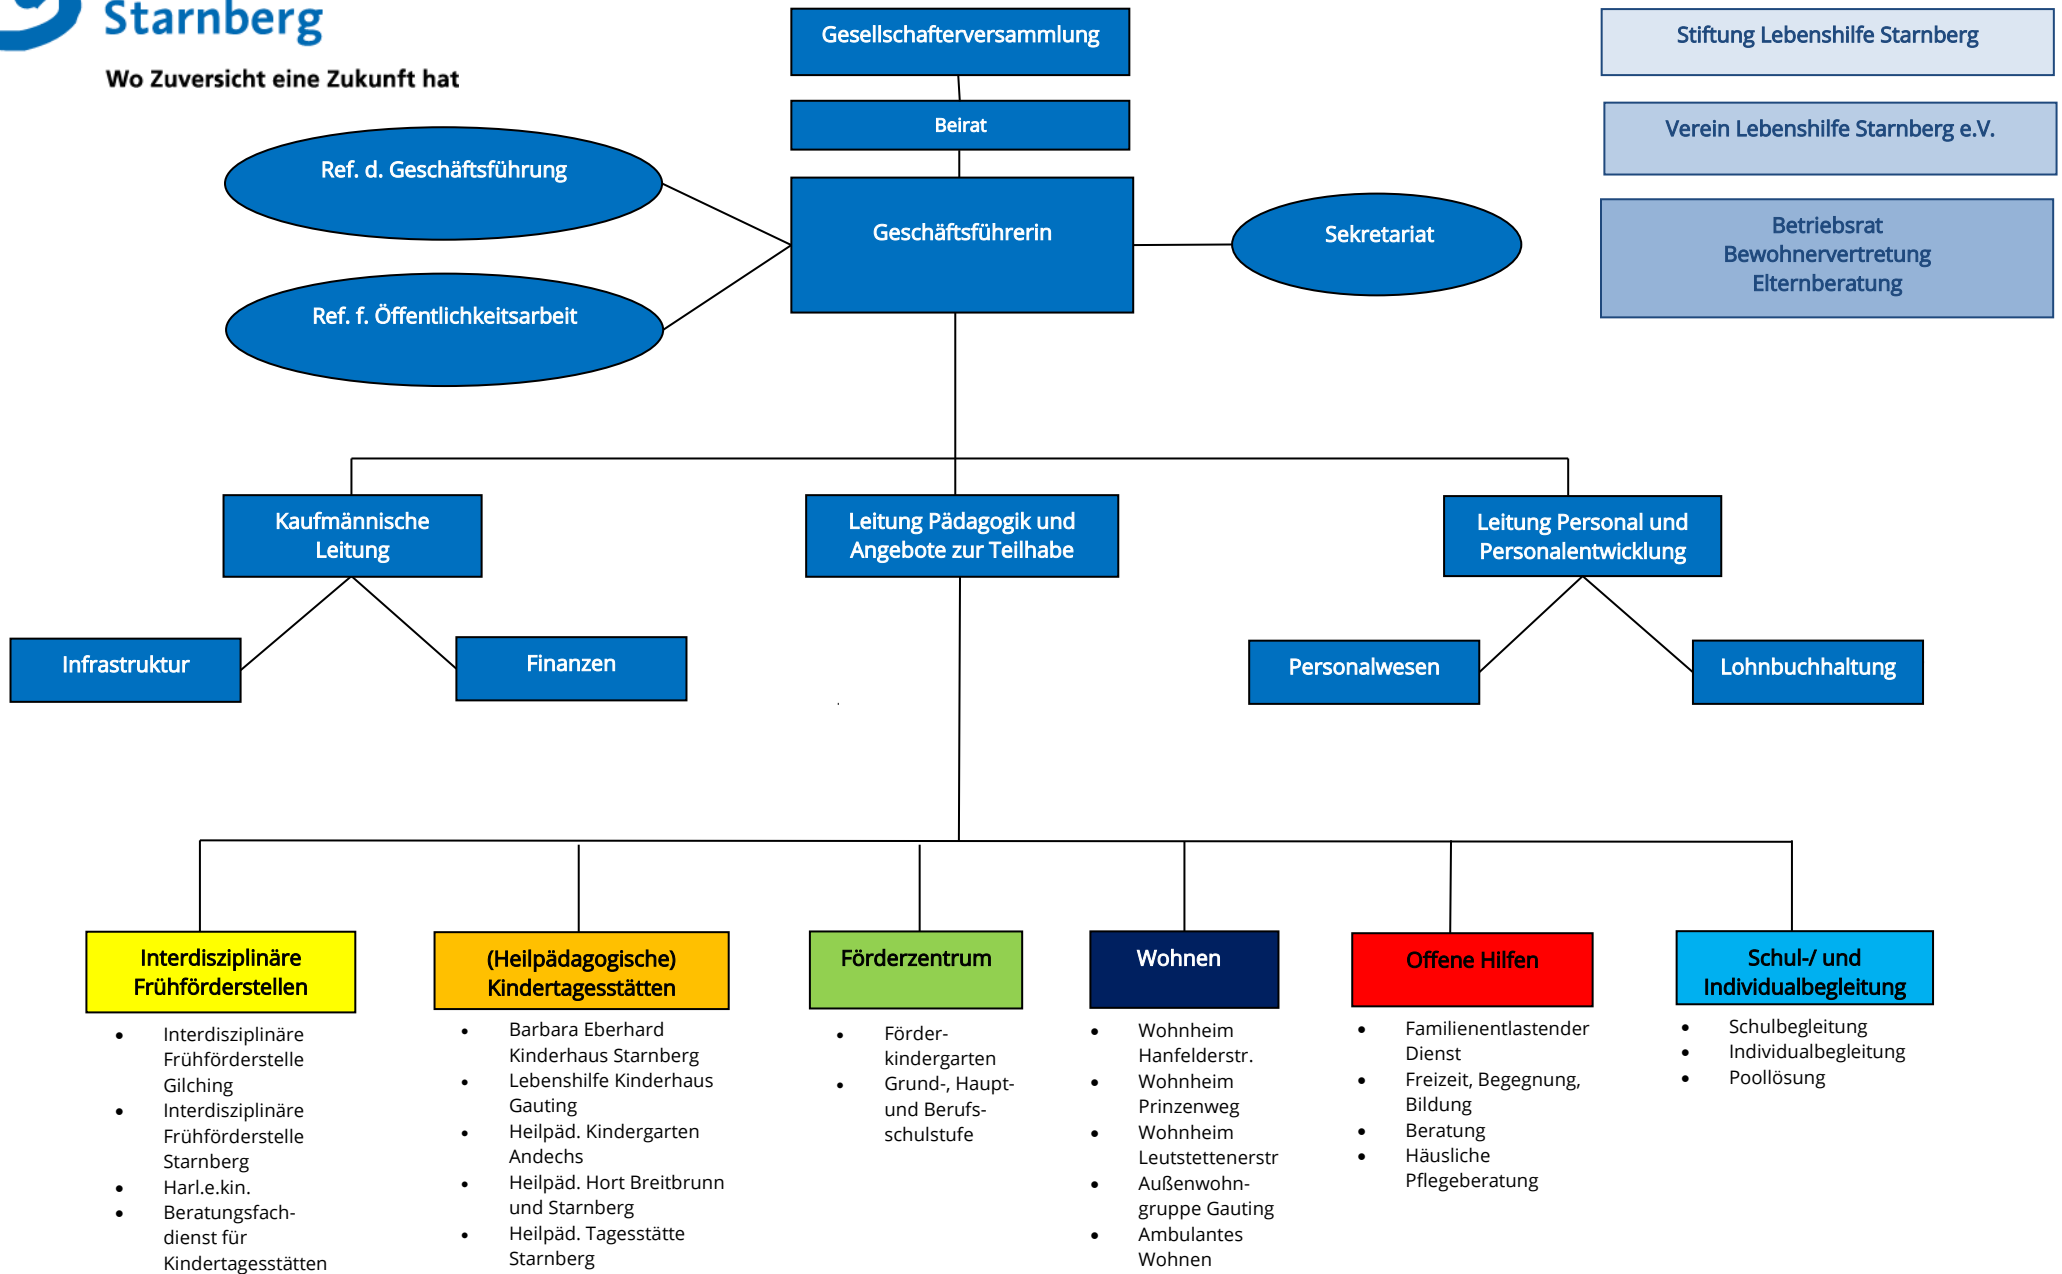 Starnberg
Wo Zuversicht eine Zukunft hat
Gesellschafterversammlung
Beirat
Geschäftsführerin
Ref. d. Geschäftsführung
Ref. f. Öffentlichkeitsarbeit
Sekretariat
Stiftung Lebenshilfe Starnberg
Verein Lebenshilfe Starnberg e.V.
Betriebsrat
Bewohnervertretung
Elternberatung
Kaufmännische
Leitung
Leitung Pädagogik und
Angebote zur Teilhabe
Leitung Personal und
Personalentwicklung
Infrastruktur
Finanzen
Personalwesen
Lohnbuchhaltung
Interdisziplinäre
Frühförderstellen
• Interdisziplinäre
Frühförderstelle
Gilching
• Interdisziplinäre
Frühförderstelle
Starnberg
• Harl.e.kin.
• Beratungsfach-
dienst für
Kindertagesstätten
(Heilpädagogische)
Kindertagesstätten
• Barbara Eberhard
Kinderhaus Starnberg
• Lebenshilfe Kinderhaus
Gauting
• Heilpäd. Kindergarten
Andechs
• Heilpäd. Hort Breitbrunn
und Starnberg
• Heilpäd. Tagesstätte
Starnberg
Förderzentrum
• Förder-
kindergarten
• Grund-, Haupt-
und Berufs-
schulstufe
Wohnen
• Wohnheim
Hanfelderstr.
• Wohnheim
Prinzenweg
• Wohnheim
Leutstettenerstr
• Außenwohn-
gruppe Gauting
• Ambulantes
Wohnen
Offene Hilfen
• Familienentlastender
Dienst
• Freizeit, Begegnung,
Bildung
• Beratung
• Häusliche
Pflegeberatung
Schul-/ und
Individualbegleitung
• Schulbegleitung
• Individualbegleitung
• Poollösung